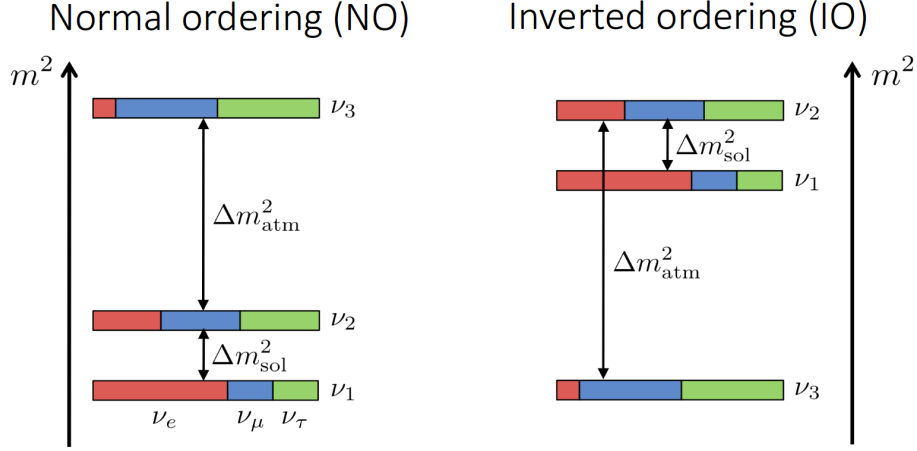 Normal ordering (NO)
m²
ν₃
Δm²atm
ν₂
Δm²sol
ν₁
νₑ νμ ντ
Inverted ordering (IO)
m²
ν₂
Δm²sol
ν₁
Δm²atm
ν₃